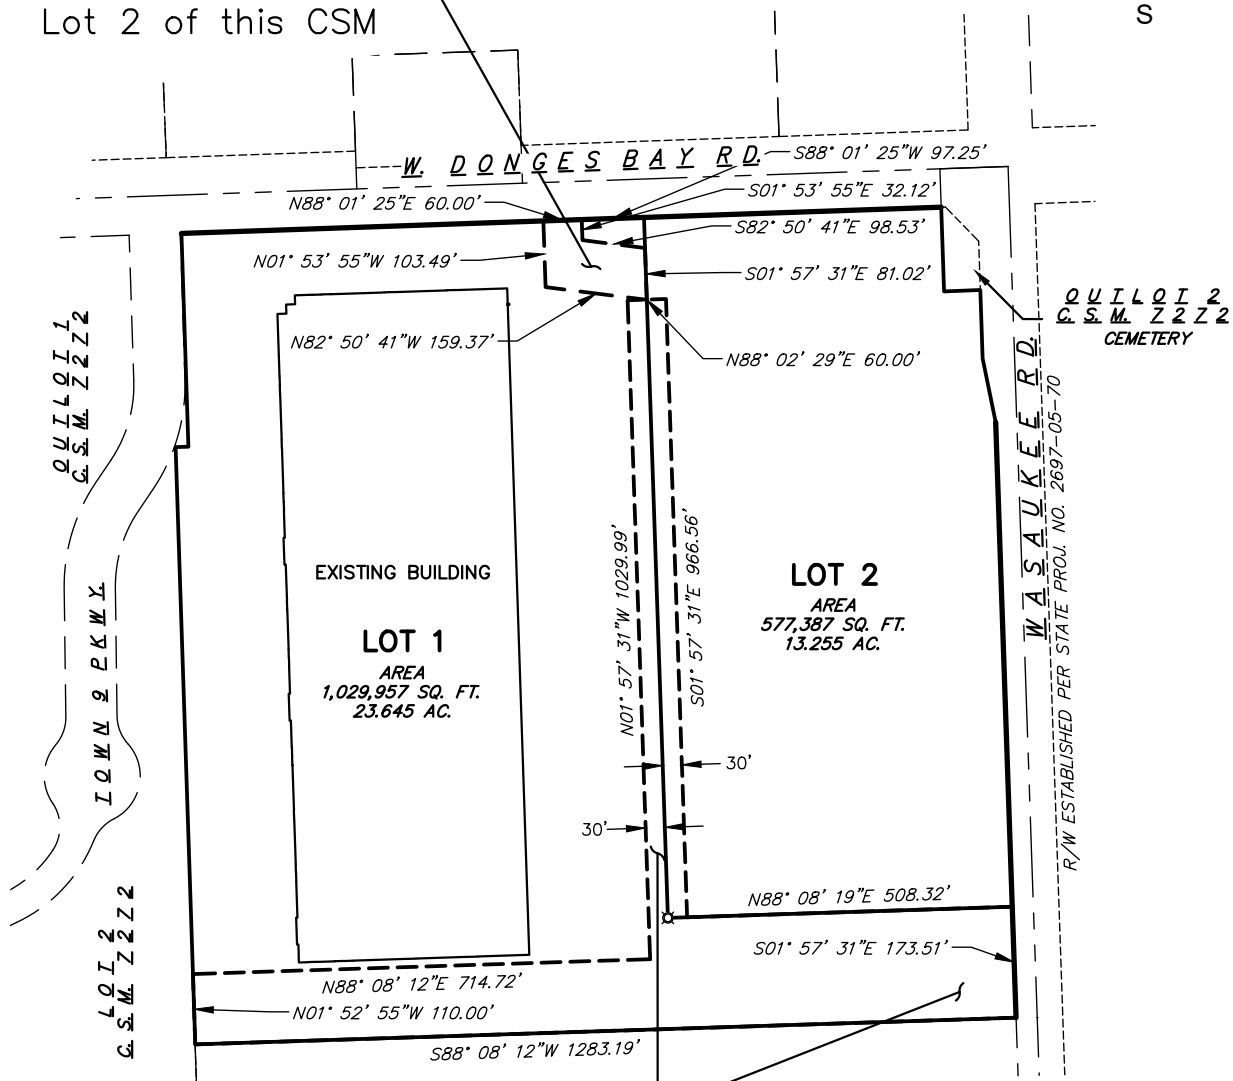 Lot 2 of this CSM
S
W. DONGES BAY RD.
S88° 01' 25"W 97.25'
N88° 01' 25"E 60.00'
S01° 53' 55"E 32.12'
S82° 50' 41"E 98.53'
N01° 53' 55"W 103.49'
S01° 57' 31"E 81.02'
OUTLOT 2
C.S.M. 7272
CEMETERY
N82° 50' 41"W 159.37'
N88° 02' 29"E 60.00'
OUTLOT 1
C.S.M. 7272
WASAUKEE RD.
R/W ESTABLISHED PER STATE PROJ. NO. 2697-05-70
EXISTING BUILDING
LOT 1
AREA
1,029,957 SQ. FT.
23.645 AC.
N01° 57' 31"W 1029.99'
S01° 57' 31"E 966.56'
LOT 2
AREA
577,387 SQ. FT.
13.255 AC.
TOWN 9 PKWY.
30'
30'
N88° 08' 19"E 508.32'
S01° 57' 31"E 173.51'
LOT 2
C.S.M. 7272
N88° 08' 12"E 714.72'
N01° 52' 55"W 110.00'
S88° 08' 12"W 1283.19'